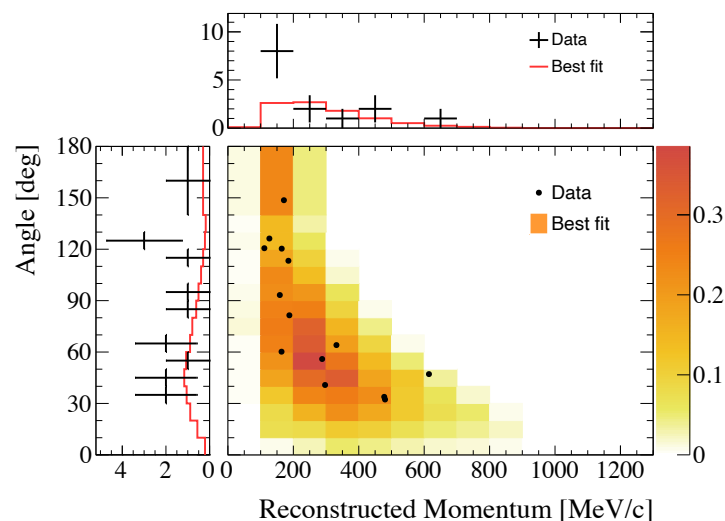 10
5
0
Data
Best fit
180
150
120
90
60
30
0
Angle [deg]
4 2 0
Data
Best fit
0.3
0.2
0.1
0
0 200 400 600 800 1000 1200
Reconstructed Momentum [MeV/c]